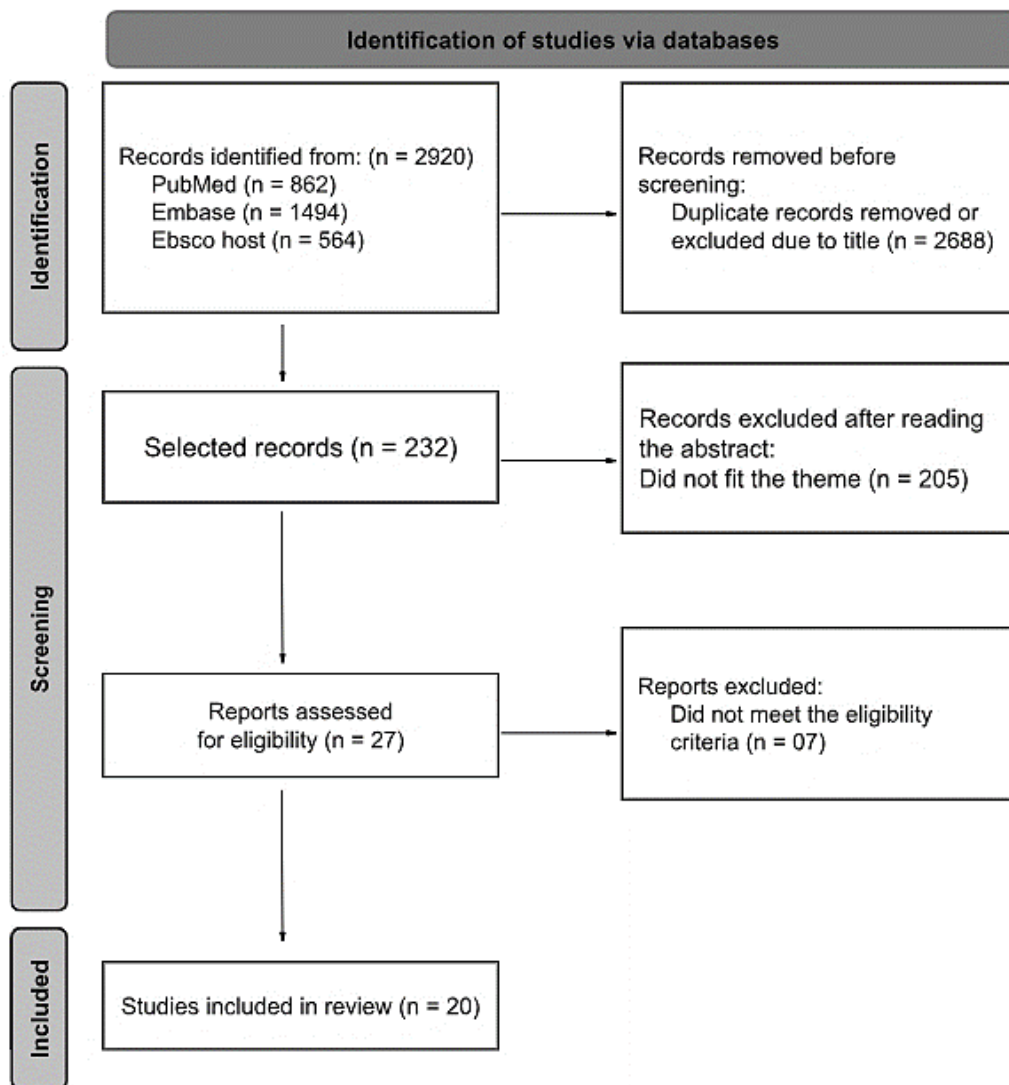 Identification of studies via databases
Identification
Records identified from: (n = 2920)
PubMed (n = 862)
Embase (n = 1494)
Ebsco host (n = 564)
Records removed before
screening:
Duplicate records removed or
excluded due to title (n = 2688)
Screening
Selected records (n = 232)
Records excluded after reading
the abstract:
Did not fit the theme (n = 205)
Reports assessed
for eligibility (n = 27)
Reports excluded:
Did not meet the eligibility
criteria (n = 07)
Included
Studies included in review (n = 20)